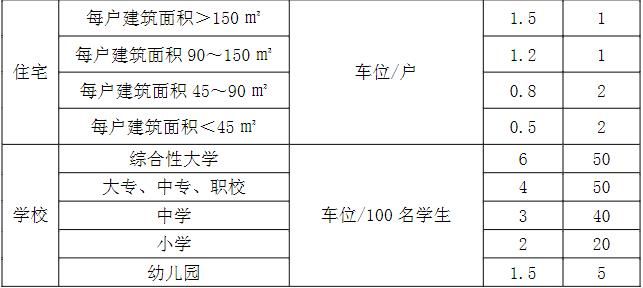 住宅
每户建筑面积＞150 ㎡ 车位/户 1.5 1
每户建筑面积 90～150 ㎡ 1.2 1
每户建筑面积 45～90 ㎡ 0.8 2
每户建筑面积＜45 ㎡ 0.5 2
学校
综合性大学 车位/100 名学生 6 50
大专、中专、职校 4 50
中学 3 40
小学 2 20
幼儿园 1.5 5